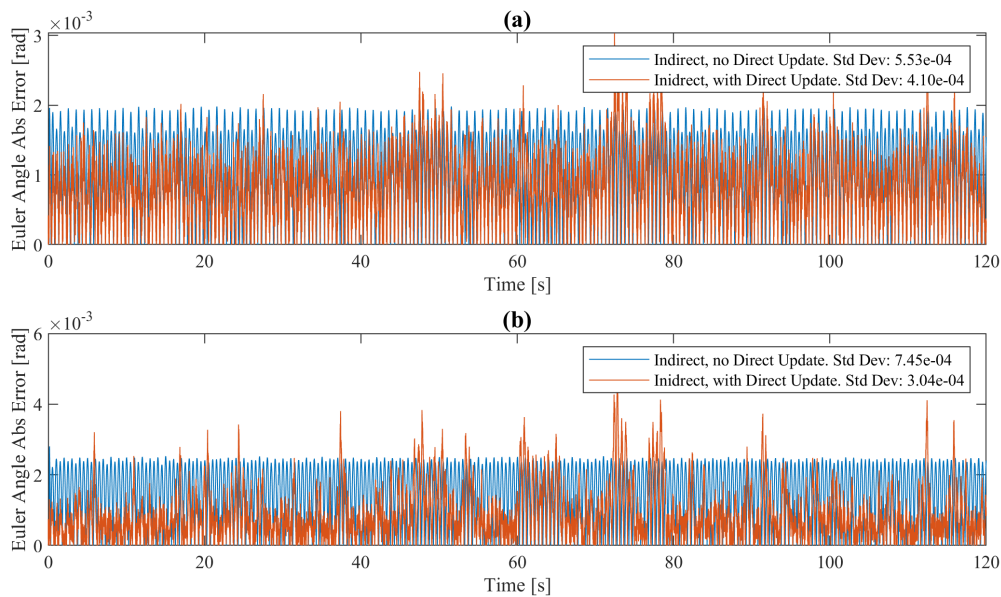 (a)
×10⁻³
Euler Angle Abs Error [rad]
3
2
1
0
Indirect, no Direct Update. Std Dev: 5.53e-04
Inidrect, with Direct Update. Std Dev: 4.10e-04
0 20 40 60 80 100 120
Time [s]
(b)
×10⁻³
Euler Angle Abs Error [rad]
6
4
2
0
Indirect, no Direct Update. Std Dev: 7.45e-04
Inidrect, with Direct Update. Std Dev: 3.04e-04
0 20 40 60 80 100 120
Time [s]